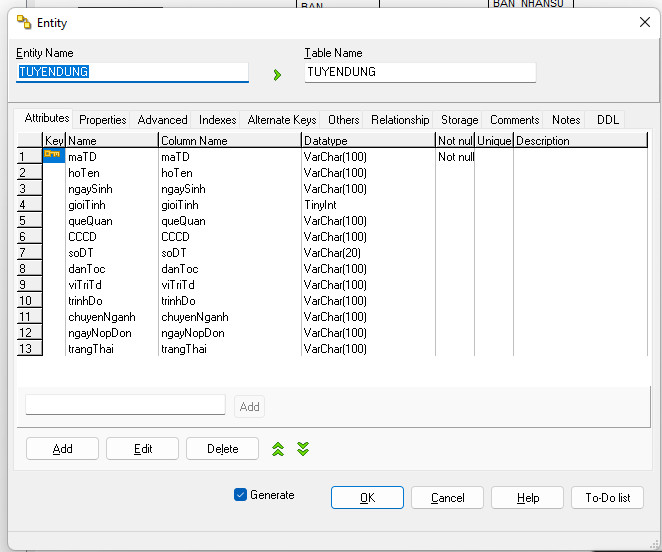 BAN
BAN_NHANSU
Entity
Entity Name
Table Name
TUYENDUNG
TUYENDUNG
Attributes Properties Advanced Indexes Alternate Keys Others Relationship Storage Comments Notes DDL
Key Name Column Name Datatype Not nul Unique Description
1 maTD maTD VarChar(100) Not null
2 hoTen hoTen VarChar(100)
3 ngaySinh ngaySinh VarChar(100)
4 gioiTinh gioiTinh TinyInt
5 queQuan queQuan VarChar(100)
6 CCCD CCCD VarChar(100)
7 soDT soDT VarChar(20)
8 danToc danToc VarChar(100)
9 viTriTd viTriTd VarChar(100)
10 trinhDo trinhDo VarChar(100)
11 chuyenNganh chuyenNganh VarChar(100)
12 ngayNopDon ngayNopDon VarChar(100)
13 trangThai trangThai VarChar(100)
Add
Add Edit Delete
Generate OK Cancel Help To-Do list